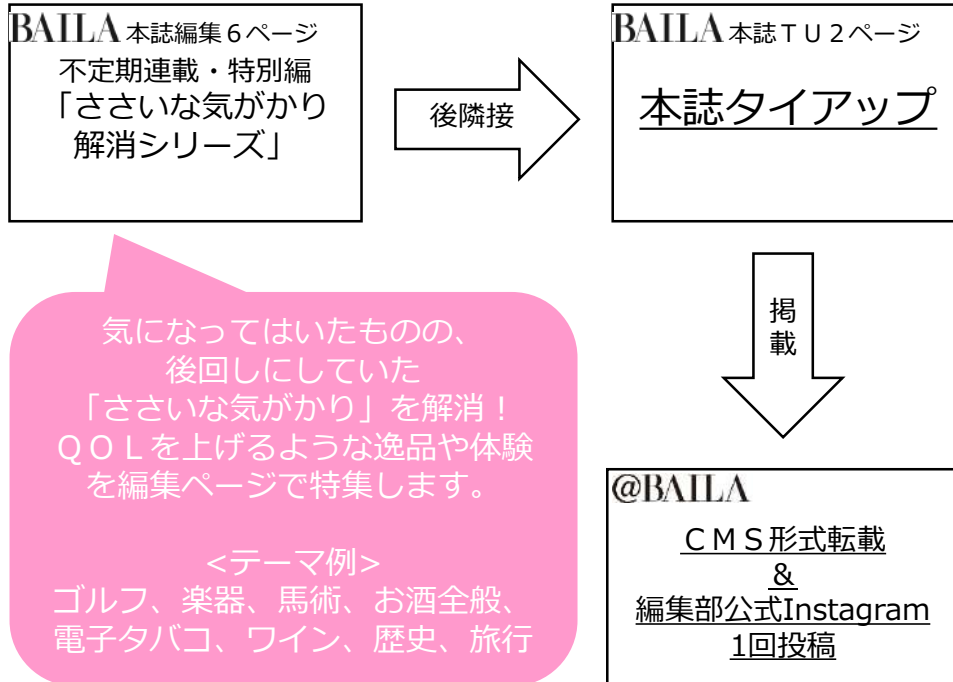 BAILA 本誌編集６ページ
不定期連載・特別編
「ささいな気がかり
解消シリーズ」
後隣接
BAILA 本誌ＴＵ２ページ
本誌タイアップ
気になってはいたものの、
後回しにしていた
「ささいな気がかり」を解消！
ＱＯＬを上げるような逸品や体験
を編集ページで特集します。
<テーマ例>
ゴルフ、楽器、馬術、お酒全般、
電子タバコ、ワイン、歴史、旅行
掲
載
@BAILA
ＣＭＳ形式転載
&
編集部公式Instagram
1回投稿